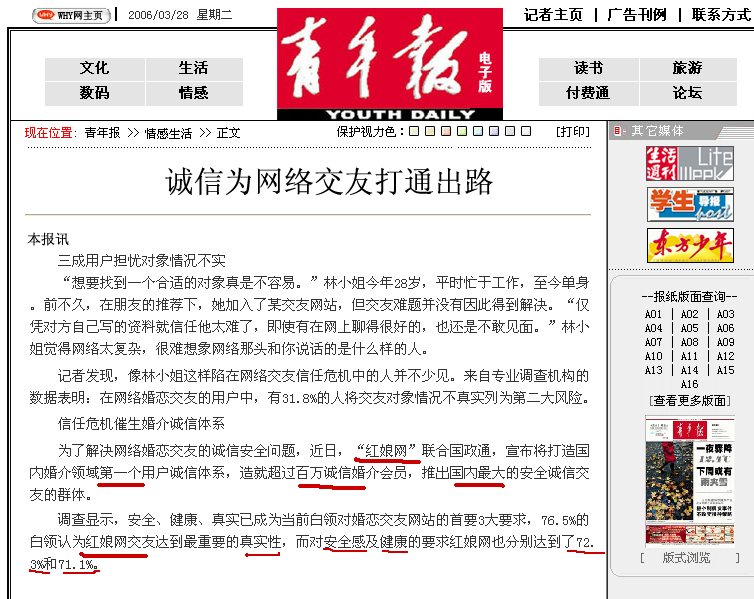 WHY网主页 2006/03/28 星期二
记者主页 | 广告刊例 | 联系方式
文化 生活
数码 情感
青年报 电子版
YOUTH DAILY
读书 旅游
付费通 论坛
现在位置: 青年报 >> 情感生活 >> 正文
保护视力色： [打印]
诚信为网络交友打通出路
本报讯
三成用户担忧对象情况不实
“想要找到一个合适的对象真是不容易。”林小姐今年28岁，平时忙于工作，至今单身
。前不久，在朋友的推荐下，她加入了某交友网站，但交友难题并没有因此得到解决。“仅
凭对方自己写的资料就信任他太难了，即使有在网上聊得很好的，也还是不敢见面。”林小
姐觉得网络太复杂，很难想象网络那头和你说话的是什么样的人。
记者发现，像林小姐这样陷在网络交友信任危机中的人并不少见。来自专业调查机构的
数据表明：在网络婚恋交友的用户中，有31.8%的人将交友对象情况不真实列为第二大风险。
信任危机催生婚介诚信体系
为了解决网络婚恋交友的诚信安全问题，近日，“红娘网”联合国政通，宣布将打造国
内婚介领域第一个用户诚信体系，造就超过百万诚信婚介会员，推出国内最大的安全诚信交
友的群体。
调查显示，安全、健康、真实已成为当前白领对婚恋交友网站的首要3大要求，76.5%的
白领认为红娘网交友达到最重要的真实性，而对安全感及健康的要求红娘网也分别达到了72.
3%和71.1%。
其它媒体
生活週刊 Lite Week
学生导报 post
东方少年
--报纸版面查询--
A01 | A02 | A03
A04 | A05 | A06
A07 | A08 | A09
A10 | A11 | A12
A13 | A14 | A15
A16
[查看更多版面]
青年报
一夜骤降
12.4℃
下周或有
雨夹雪
[ 版式浏览 ]